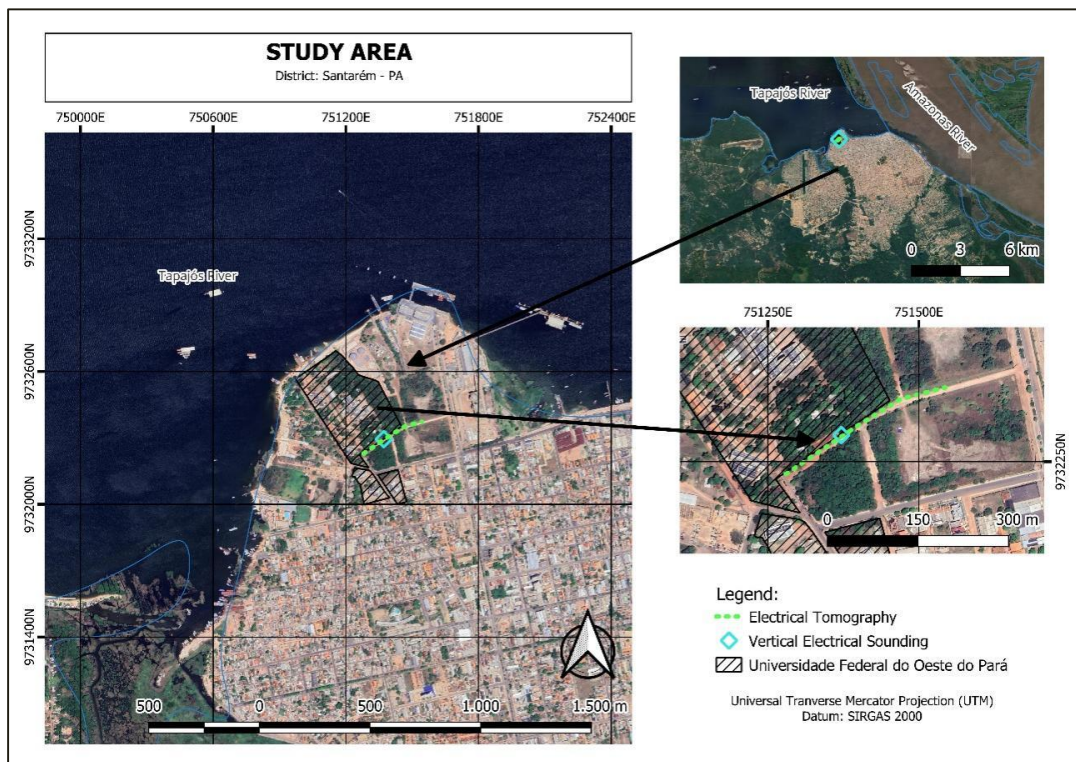 STUDY AREA
District: Santarém - PA
750000E 750600E 751200E 751800E 752400E
9733200N
9732600N
9732000N
9731400N
Tapajós River
500 0 500 1.000 1.500 m
Tapajós River
Amazonas River
0 3 6 km
751250E 751500E
9732250N
0 150 300 m
Legend:
Electrical Tomography
Vertical Electrical Sounding
Universidade Federal do Oeste do Pará
Universal Tranverse Mercator Projection (UTM)
Datum: SIRGAS 2000